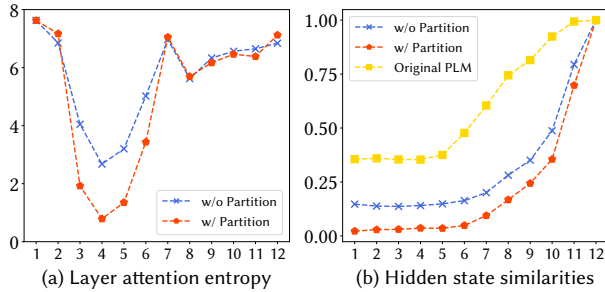 8
6
4
2
0
w/o Partition
w/ Partition
1 2 3 4 5 6 7 8 9 10 11 12
(a) Layer attention entropy
1.00
0.75
0.50
0.25
0.00
w/o Partition
w/ Partition
Original PLM
1 2 3 4 5 6 7 8 9 10 11 12
(b) Hidden state similarities